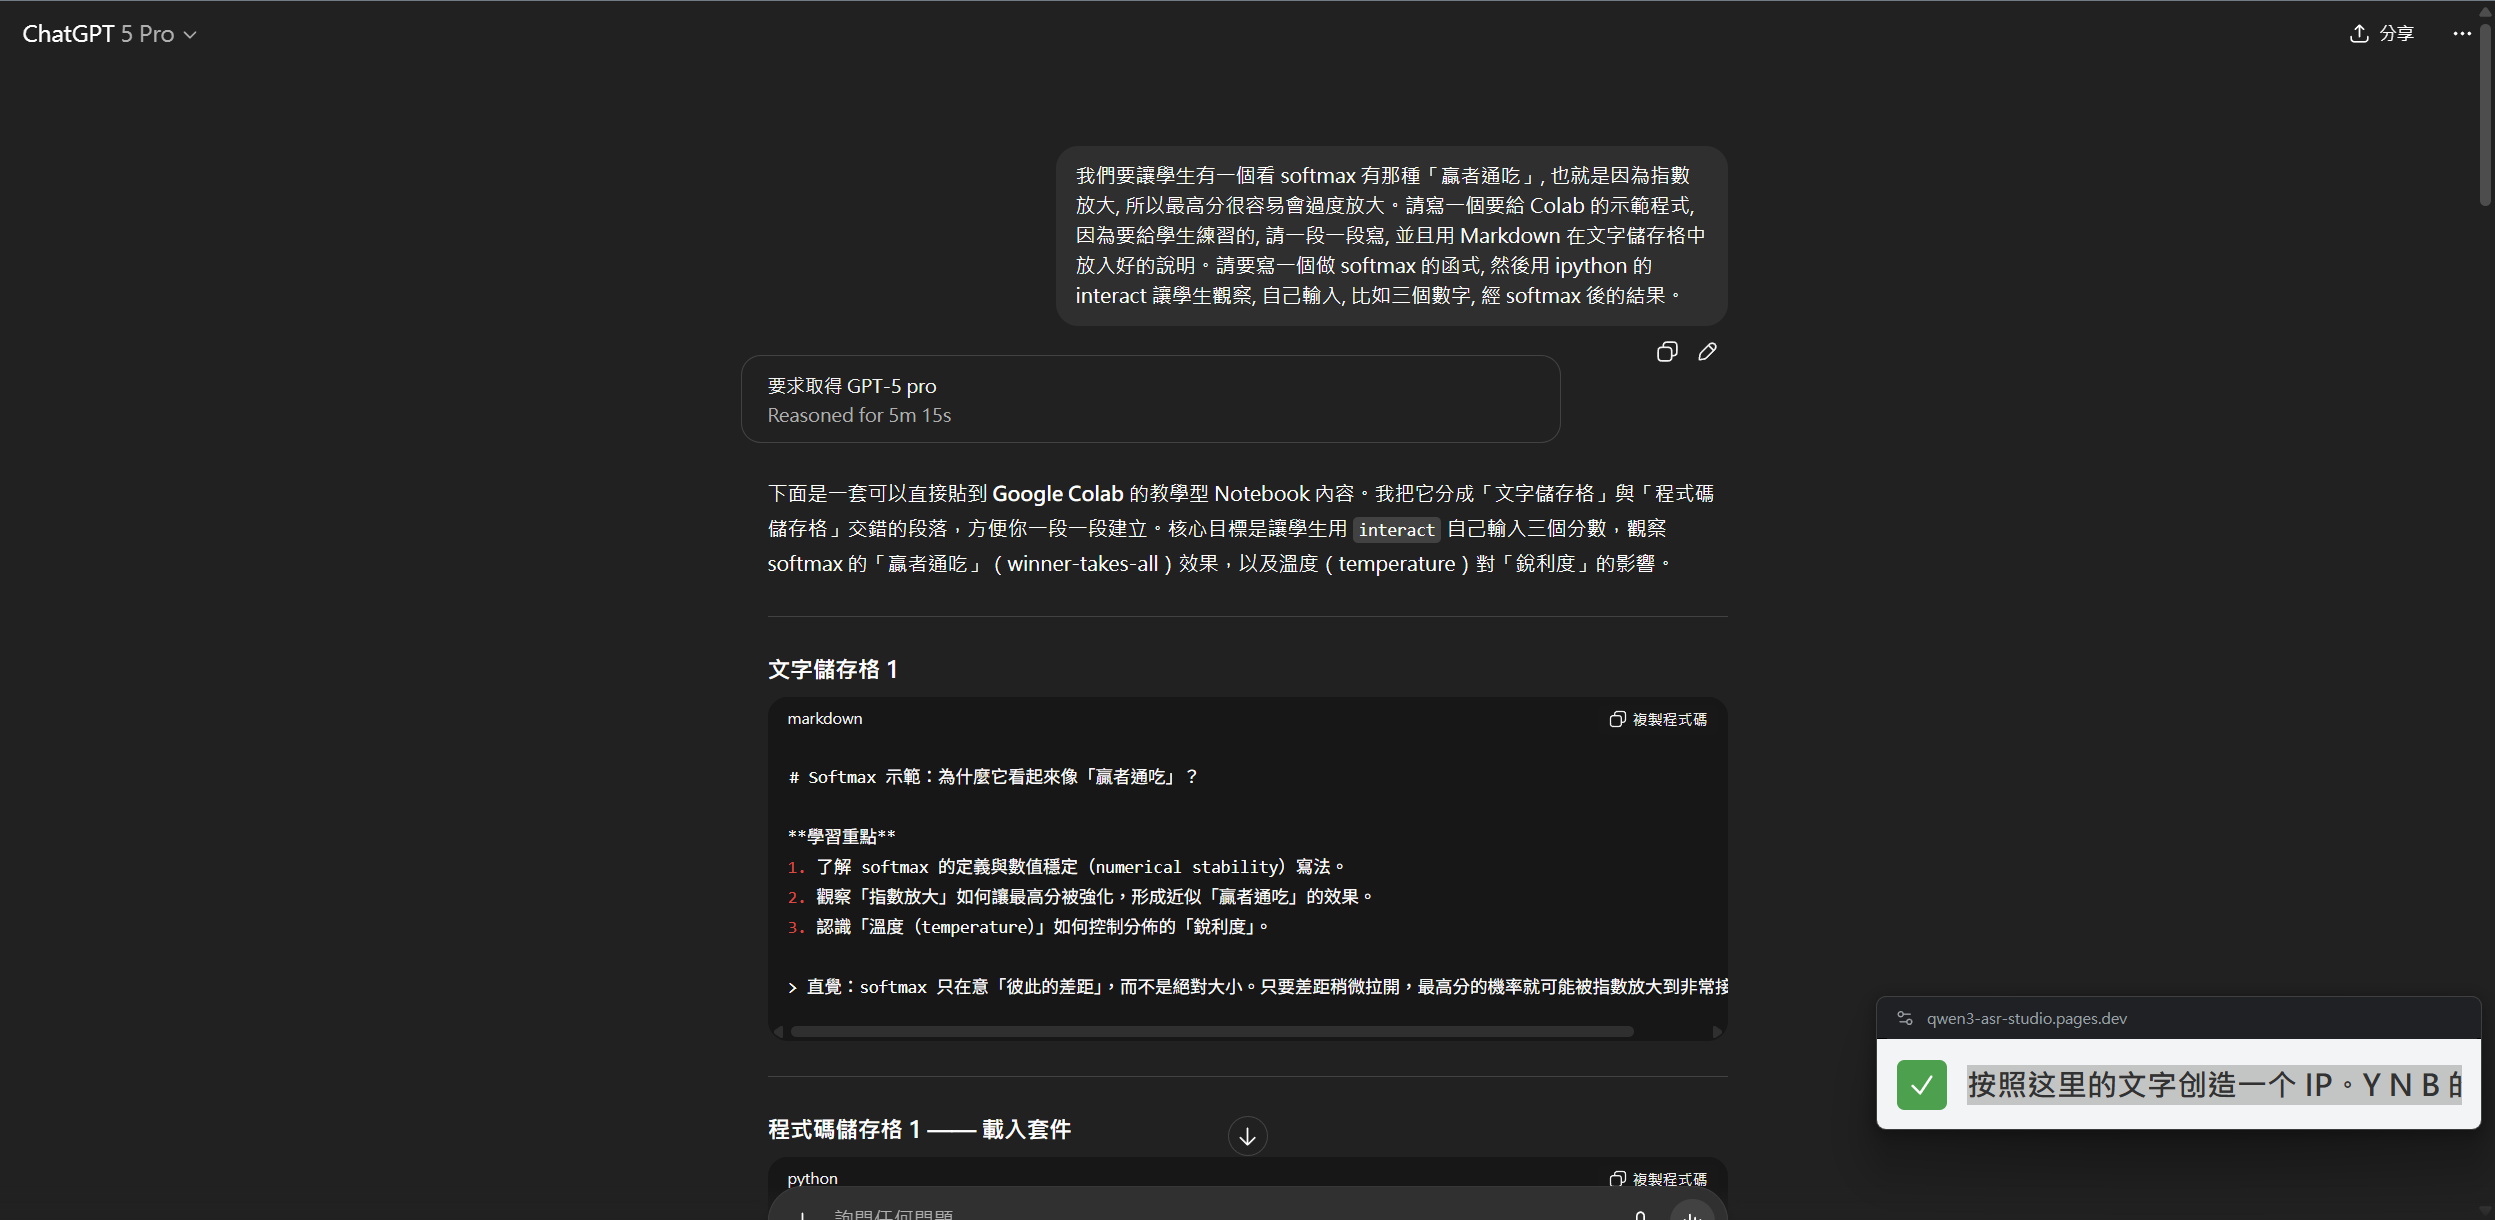 ChatGPT 5 Pro
分享
我們要讓學生有一個看 softmax 有那種「贏者通吃」, 也就是因為指數
放大, 所以最高分很容易會過度放大。請寫一個要給 Colab 的示範程式,
因為要給學生練習的, 請一段一段寫, 並且用 Markdown 在文字儲存格中
放入好的說明。請要寫一個做 softmax 的函式, 然後用 ipython 的
interact 讓學生觀察, 自己輸入, 比如三個數字, 經 softmax 後的結果。
要求取得 GPT-5 pro
Reasoned for 5m 15s
下面是一套可以直接貼到 Google Colab 的教學型 Notebook 內容。我把它分成「文字儲存格」與「程式碼
儲存格」交錯的段落，方便你一段一段建立。核心目標是讓學生用 interact 自己輸入三個分數，觀察
softmax 的「贏者通吃」（winner-takes-all）效果，以及溫度（temperature）對「銳利度」的影響。
文字儲存格 1
markdown
複製程式碼
# Softmax 示範：為什麼它看起來像「贏者通吃」？
**學習重點**
1. 了解 softmax 的定義與數值穩定（numerical stability）寫法。
2. 觀察「指數放大」如何讓最高分被強化，形成近似「贏者通吃」的效果。
3. 認識「溫度（temperature）」如何控制分佈的「銳利度」。
> 直覺：softmax 只在意「彼此的差距」，而不是絕對大小。只要差距稍微拉開，最高分的機率就可能被指數放大到非常接
程式碼儲存格 1 —— 載入套件
python
複製程式碼
詢問任何問題
qwen3-asr-studio.pages.dev
按照这里的文字创造一个 IP。Y N B 的